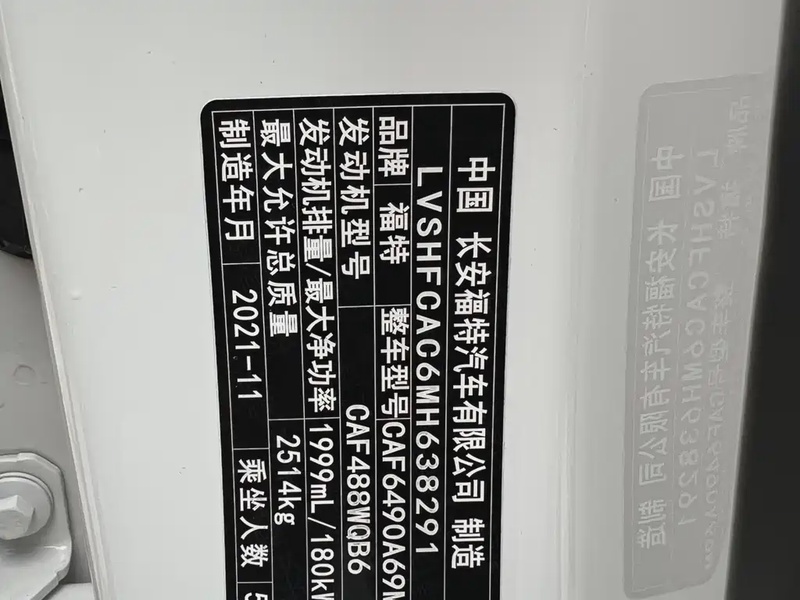 中国 长安福特汽车有限公司 制造
LVSHFCAC6MH638291
品牌 福特 整车型号 CAF6490A69M
发动机型号 CAF488WQB6
发动机排量/最大净功率 1999mL/180kW
最大允许总质量 2514kg
制造年月 2021-11 乘坐人数 5